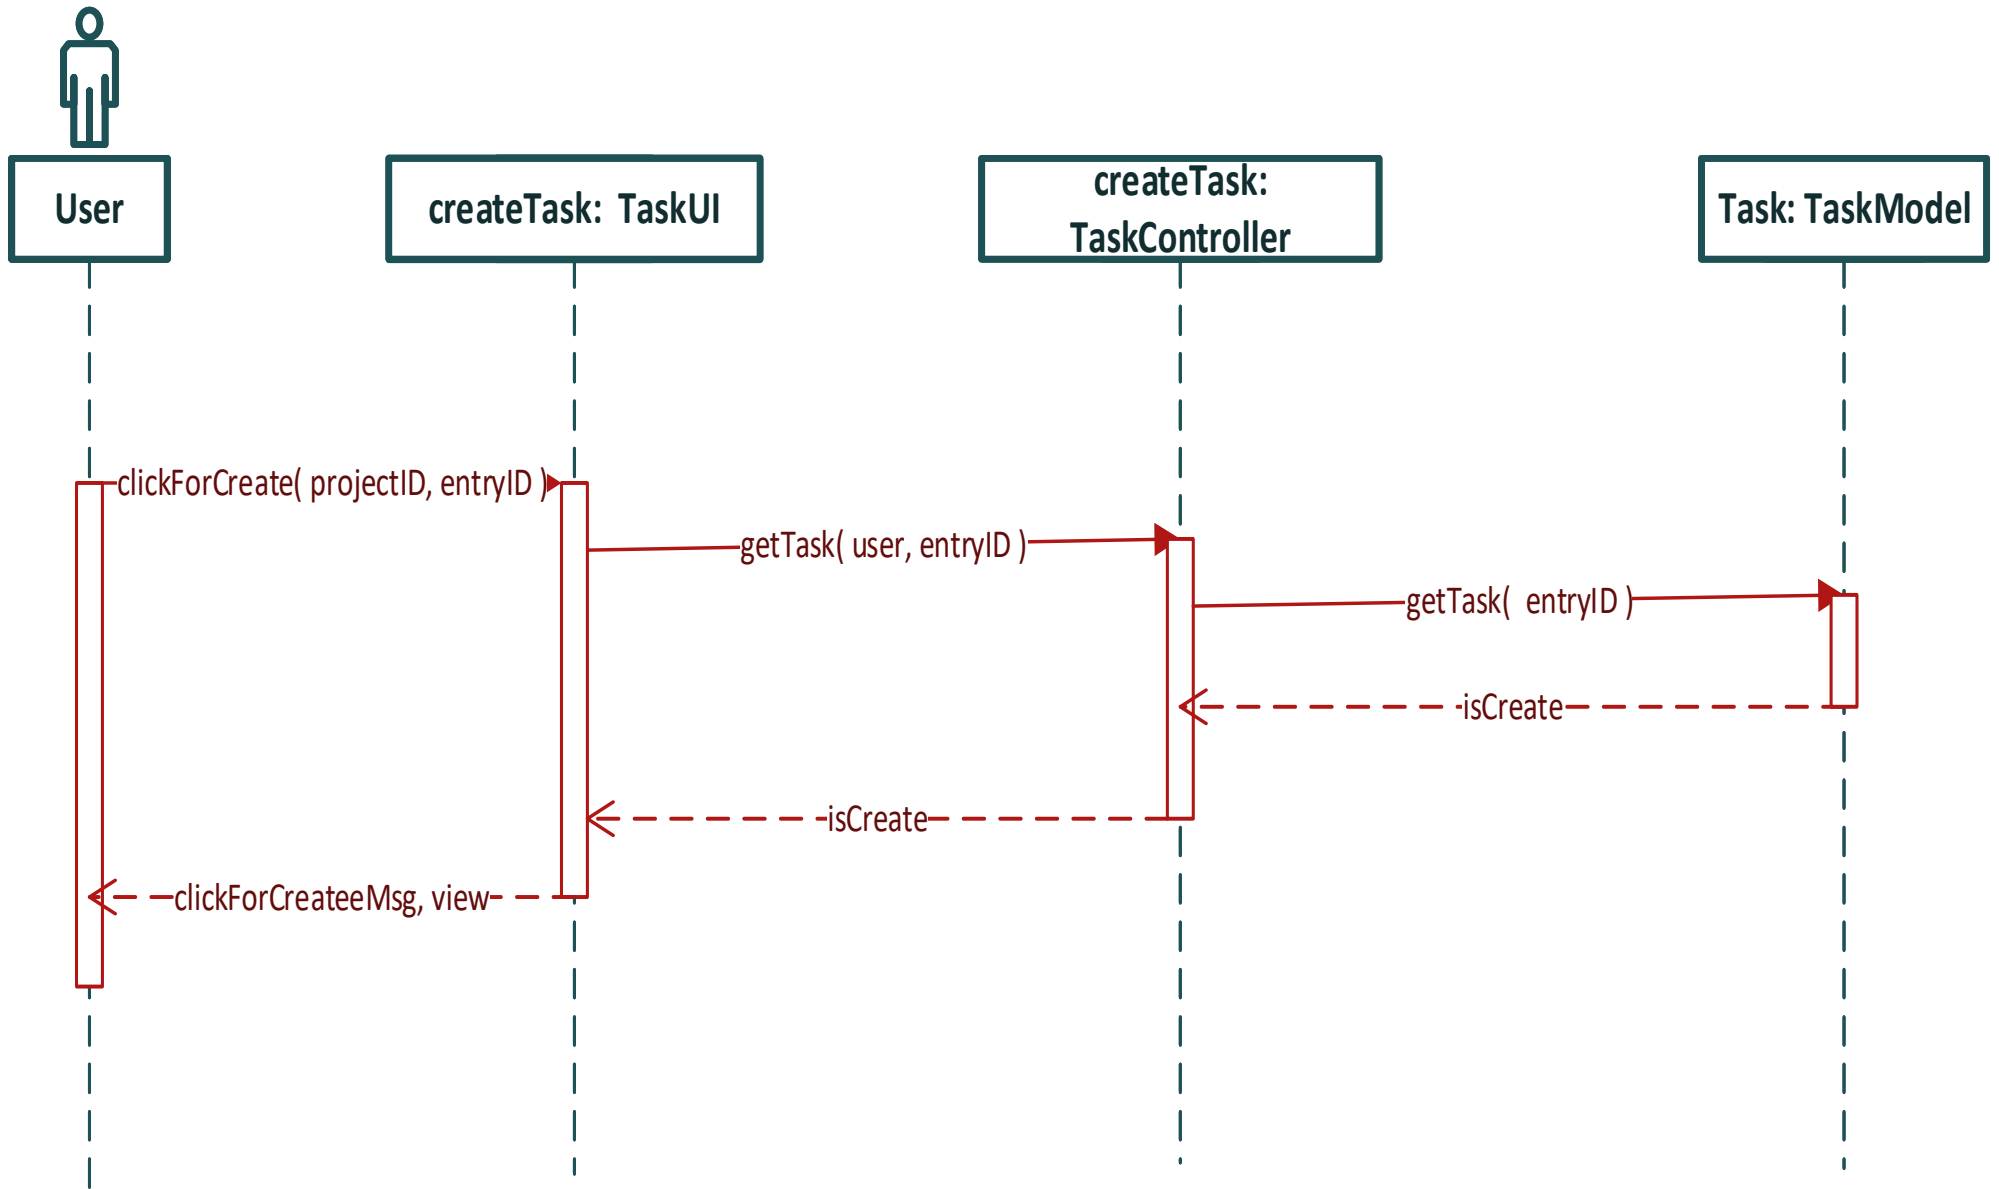 User
createTask:  TaskUI
createTask:
TaskController
Task: TaskModel
clickForCreate( projectID, entryID )
getTask( user, entryID )
getTask(  entryID )
isCreate
isCreate
clickForCreateeMsg, view